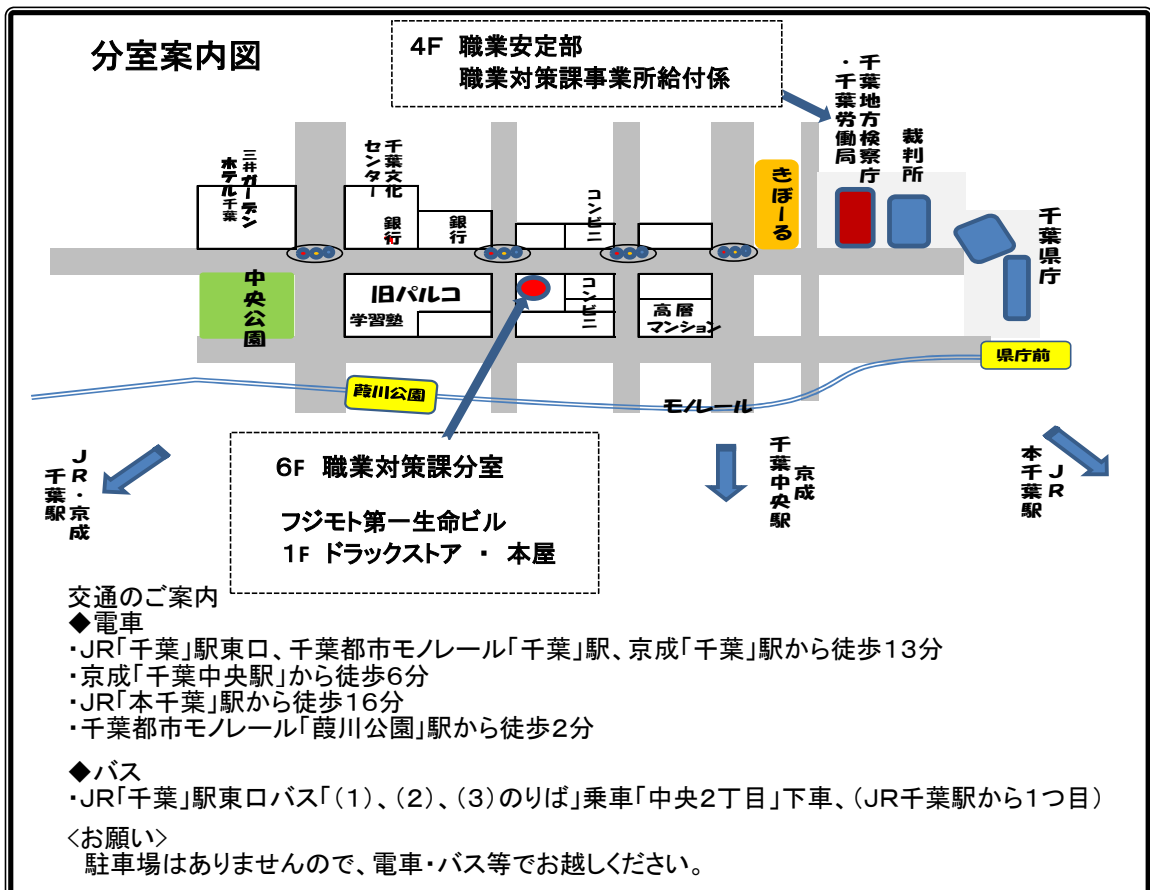 分室案内図
4F 職業安定部
職業対策課事業所給付係
千葉地方検察庁
・千葉労働局
裁判所
千葉県庁
三井ガーデン
ホテル千葉
千葉文化
センター
銀行
銀行
コンビニ
きぼーる
中央公園
旧パルコ
学習塾
コンビニ
高層
マンション
県庁前
葭川公園
モノレール
JR・京成
千葉駅
6F 職業対策課分室
フジモト第一生命ビル
1F ドラックストア ・ 本屋
京成
千葉中央駅
JR
本千葉駅
交通のご案内
◆電車
・JR「千葉」駅東口、千葉都市モノレール「千葉」駅、京成「千葉」駅から徒歩13分
・京成「千葉中央駅」から徒歩6分
・JR「本千葉」駅から徒歩16分
・千葉都市モノレール「葭川公園」駅から徒歩2分
◆バス
・JR「千葉」駅東口バス「(1)、(2)、(3)のりば」乗車「中央2丁目」下車、(JR千葉駅から1つ目)
<お願い>
駐車場はありませんので、電車・バス等でお越しください。